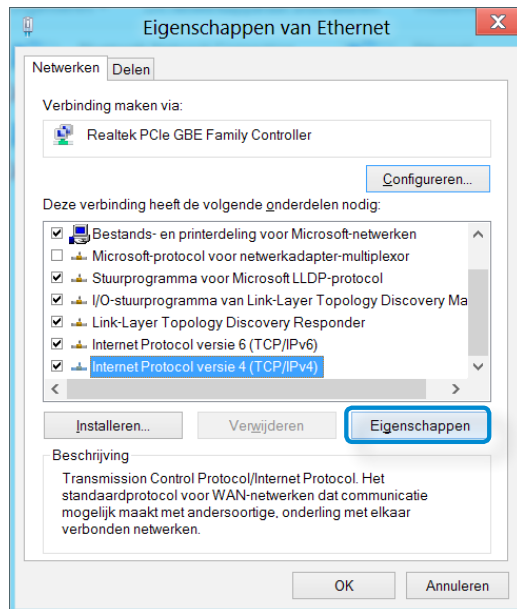 Eigenschappen van Ethernet
Netwerken Delen
Verbinding maken via:
Realtek PCIe GBE Family Controller
Configureren...
Deze verbinding heeft de volgende onderdelen nodig:
Bestands- en printerdeling voor Microsoft-netwerken
Microsoft-protocol voor netwerkadapter-multiplexor
Stuurprogramma voor Microsoft LLDP-protocol
I/O-stuurprogramma van Link-Layer Topology Discovery Ma
Link-Layer Topology Discovery Responder
Internet Protocol versie 6 (TCP/IPv6)
Internet Protocol versie 4 (TCP/IPv4)
Installeren... Verwijderen Eigenschappen
Beschrijving
Transmission Control Protocol/Internet Protocol. Het
standaardprotocol voor WAN-netwerken dat communicatie
mogelijk maakt met andersoortige, onderling met elkaar
verbonden netwerken.
OK Annuleren